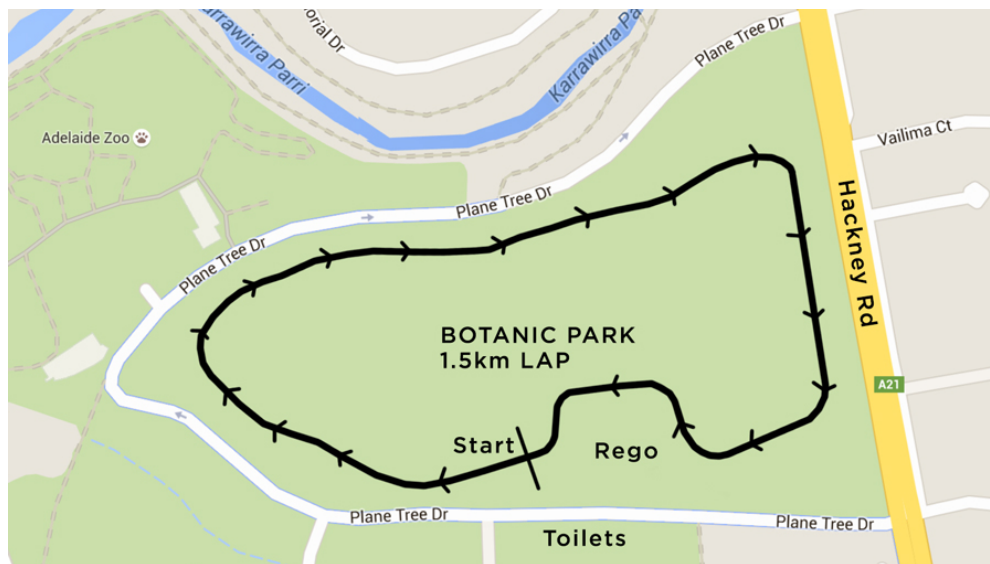 Karrawirra Parri
orial Dr
Karrawirra Pa
Plane Tree Dr
Adelaide Zoo
Vailima Ct
Plane Tree Dr
Hackney Rd
Plane Tree Dr
BOTANIC PARK
1.5km LAP
A21
Start
Rego
Plane Tree Dr
Plane Tree Dr
Toilets